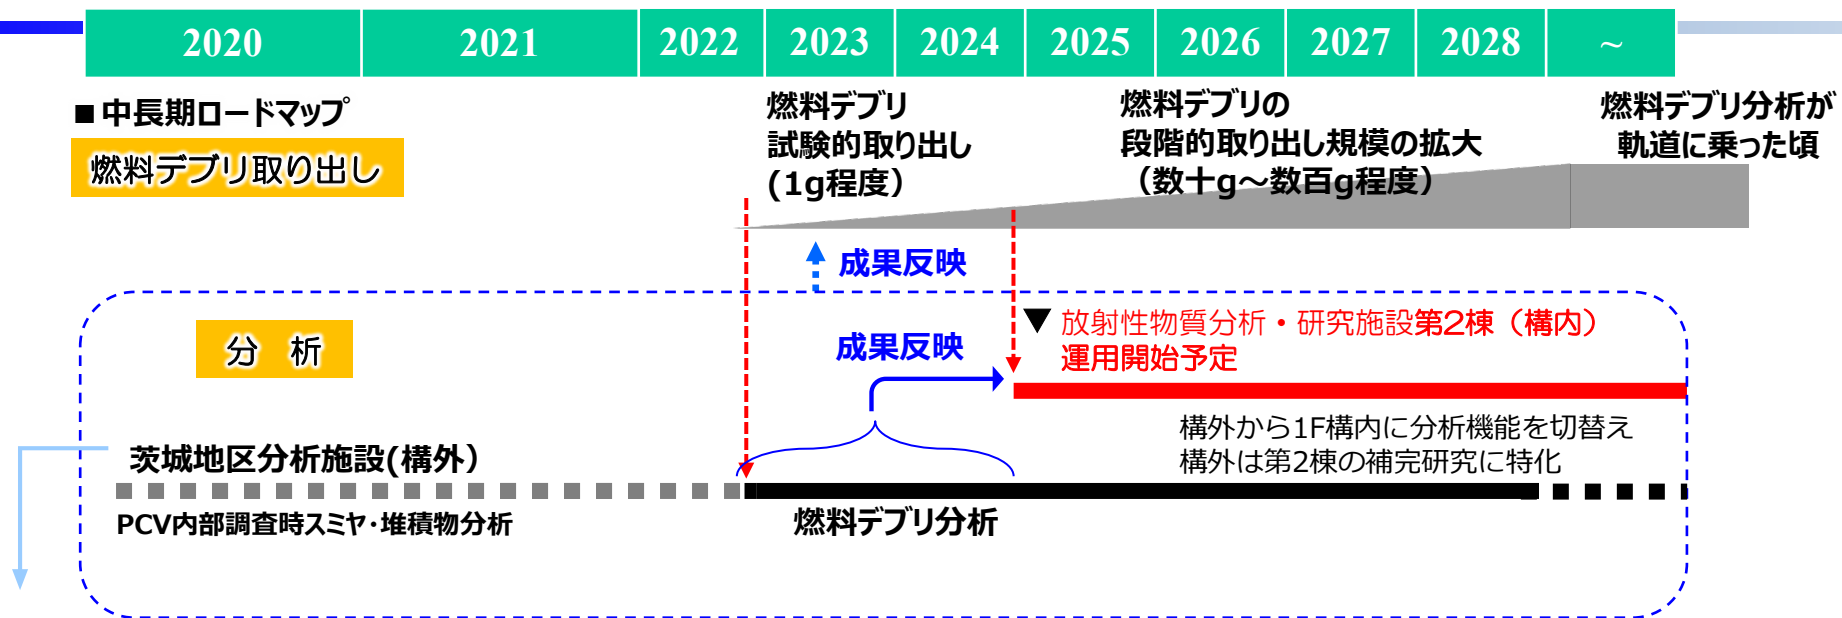 2020 2021 2022 2023 2024 2025 2026 2027 2028 ~
■中長期ロードマップ
燃料デブリ取り出し
燃料デブリ
試験的取り出し
(1g程度)
燃料デブリの
段階的取り出し規模の拡大
(数十g～数百g程度)
燃料デブリ分析が
軌道に乗った頃
成果反映
分 析
成果反映
▼放射性物質分析・研究施設第2棟（構内）
運用開始予定
構外から1F構内に分析機能を切替え
構外は第2棟の補完研究に特化
茨城地区分析施設(構外)
PCV内部調査時スミヤ・堆積物分析
燃料デブリ分析